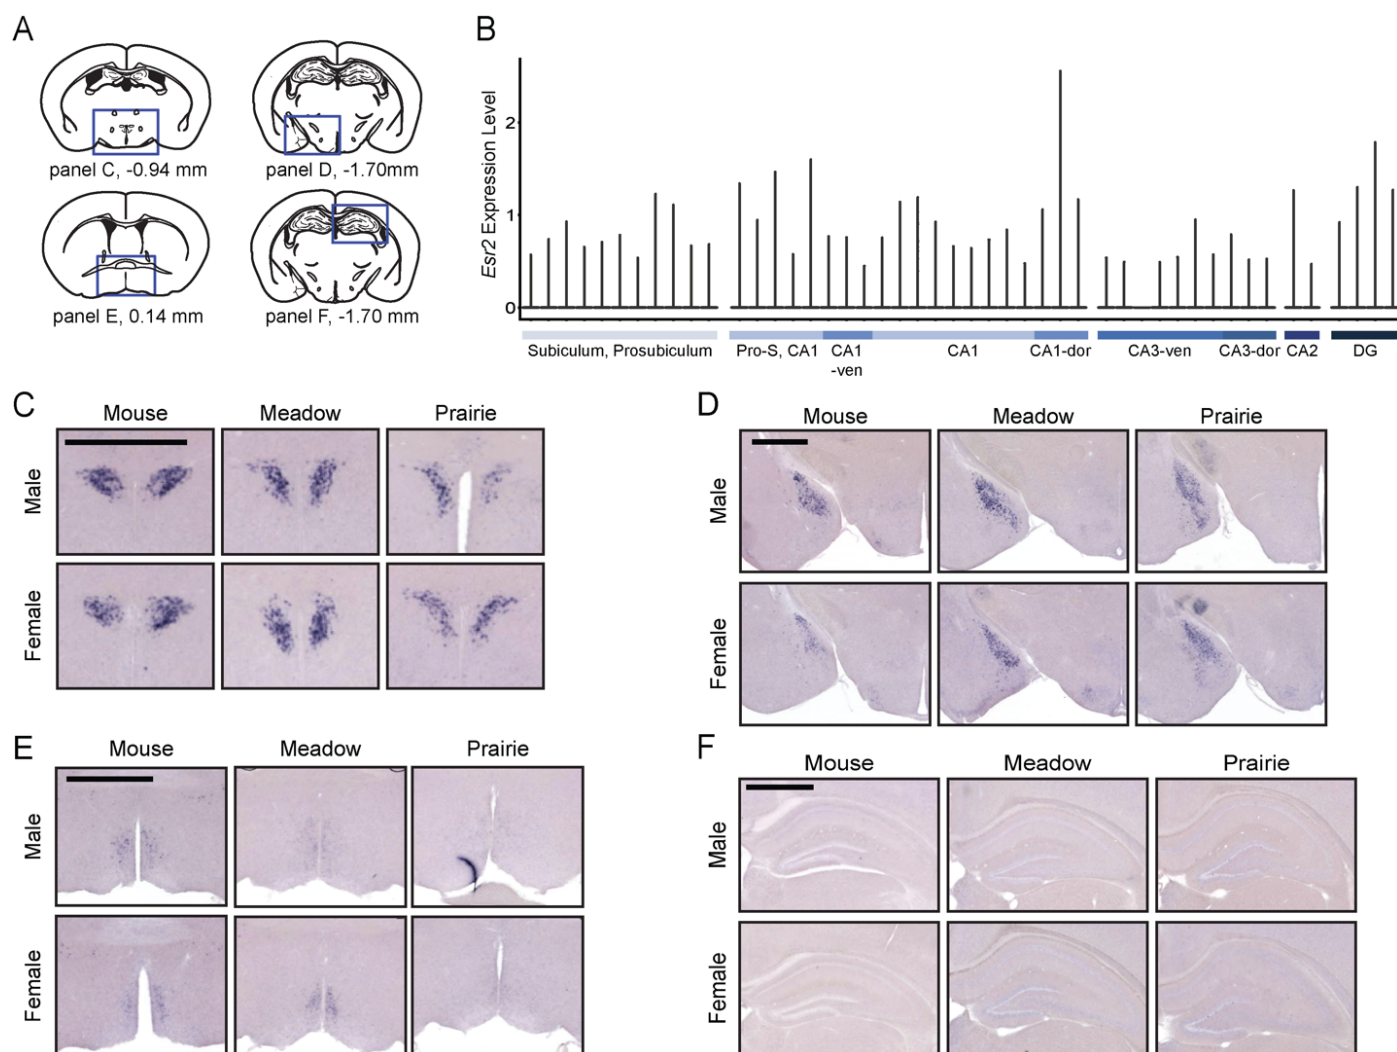 A
panel C, -0.94 mm
panel D, -1.70mm
panel E, 0.14 mm
panel F, -1.70 mm
B
Esr2 Expression Level
2
1
0
Subiculum, Prosubiculum
Pro-S, CA1
CA1
-ven
CA1
CA1-dor
CA3-ven
CA3-dor
CA2
DG
C
Mouse
Meadow
Prairie
Male
Female
D
Mouse
Meadow
Prairie
Male
Female
E
Mouse
Meadow
Prairie
Male
Female
F
Mouse
Meadow
Prairie
Male
Female